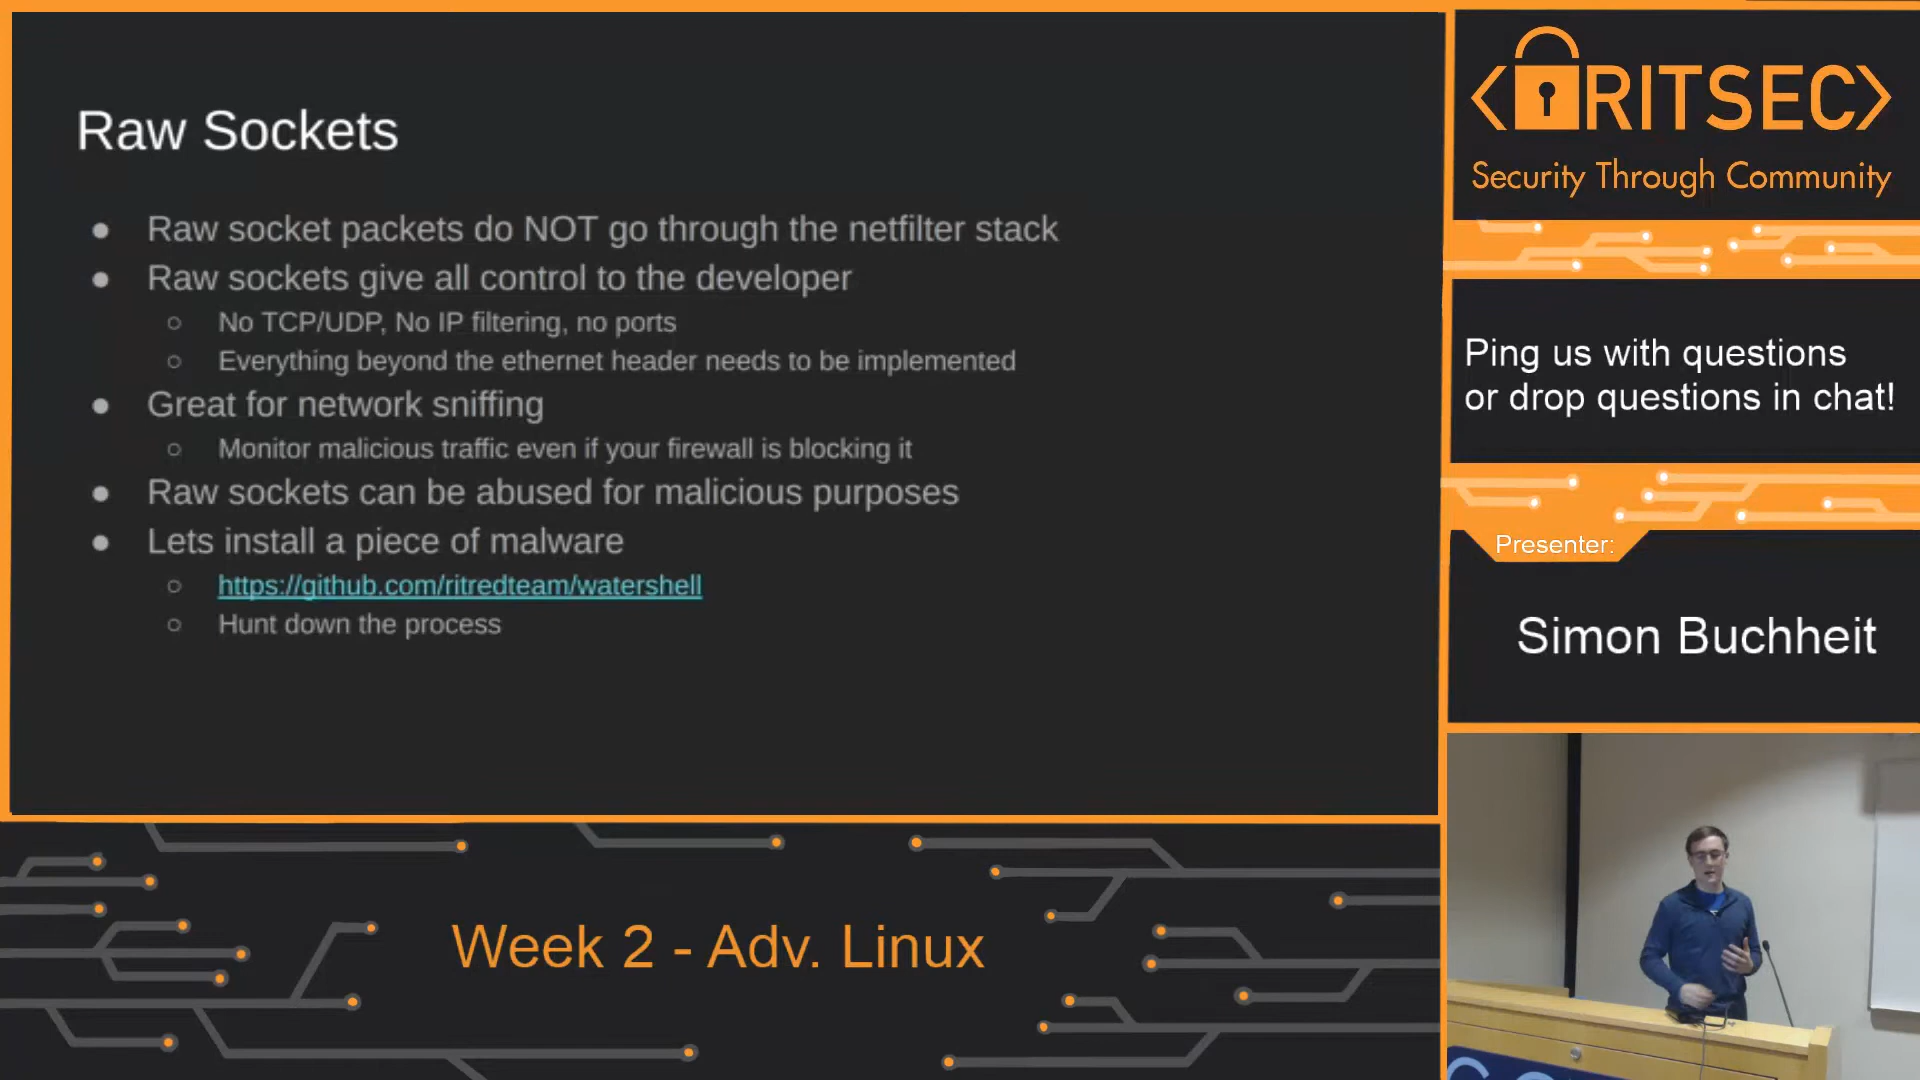 Raw Sockets
● Raw socket packets do NOT go through the netfilter stack
● Raw sockets give all control to the developer
○ No TCP/UDP, No IP filtering, no ports
○ Everything beyond the ethernet header needs to be implemented
● Great for network sniffing
○ Monitor malicious traffic even if your firewall is blocking it
● Raw sockets can be abused for malicious purposes
● Lets install a piece of malware
○ https://github.com/ritredteam/watershell
○ Hunt down the process
<RITSEC>
Security Through Community
Ping us with questions
or drop questions in chat!
Presenter:
Simon Buchheit
Week 2 - Adv. Linux